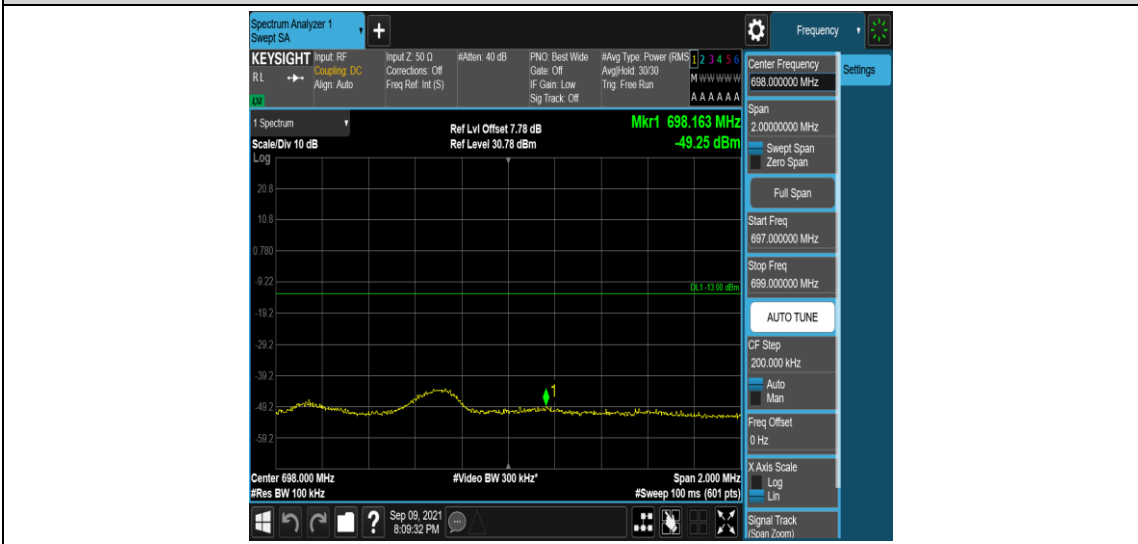 Spectrum Analyzer 1
Swept SA
+
Frequency
KEYSIGHT
RL
LXI
Input: RF
Coupling: DC
Align: Auto
Input Z: 50 Ω
Corrections: Off
Freq Ref: Int (S)
#Atten: 40 dB
PNO: Best Wide
Gate: Off
IF Gain: Low
Sig Track: Off
#Avg Type: Power (RMS
Avg|Hold: 30/30
Trig: Free Run
1 2 3 4 5 6
M W W W W W
A A A A A A
1 Spectrum
Scale/Div 10 dB
Log
Ref Lvl Offset 7.78 dB
Ref Level 30.78 dBm
Mkr1 698.163 MHz
-49.25 dBm
20.8
10.8
0.780
-9.22
-19.2
-29.2
-39.2
-49.2
-59.2
DL1 -13.00 dBm
1
Center 698.000 MHz
#Res BW 100 kHz
#Video BW 300 kHz*
Span 2.000 MHz
#Sweep 100 ms (601 pts)
?
Sep 09, 2021
8:09:32 PM
Center Frequency
698.000000 MHz
Settings
Span
2.00000000 MHz
Swept Span
Zero Span
Full Span
Start Freq
697.000000 MHz
Stop Freq
699.000000 MHz
AUTO TUNE
CF Step
200.000 kHz
Auto
Man
Freq Offset
0 Hz
X Axis Scale
Log
Lin
Signal Track
(Span Zoom)